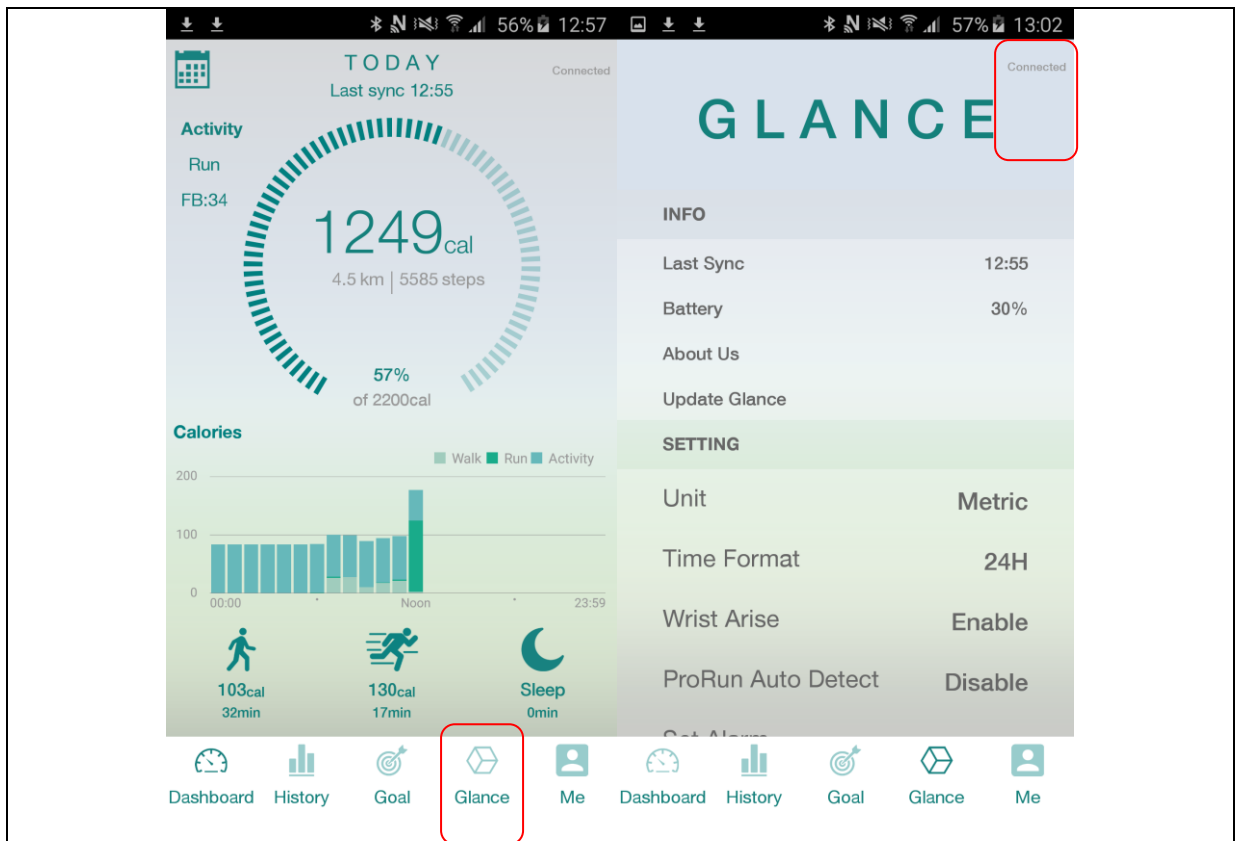 56% 12:57
TODAY
Last sync 12:55
Connected
Activity
Run
FB:34
1249cal
4.5 km | 5585 steps
57%
of 2200cal
Calories
Walk Run Activity
200
100
0
00:00 Noon 23:59
103cal
32min
130cal
17min
Sleep
0min
Dashboard History Goal Glance Me
57% 13:02
Connected
GLANCE
INFO
Last Sync 12:55
Battery 30%
About Us
Update Glance
SETTING
Unit Metric
Time Format 24H
Wrist Arise Enable
ProRun Auto Detect Disable
Set Alarm
Dashboard History Goal Glance Me